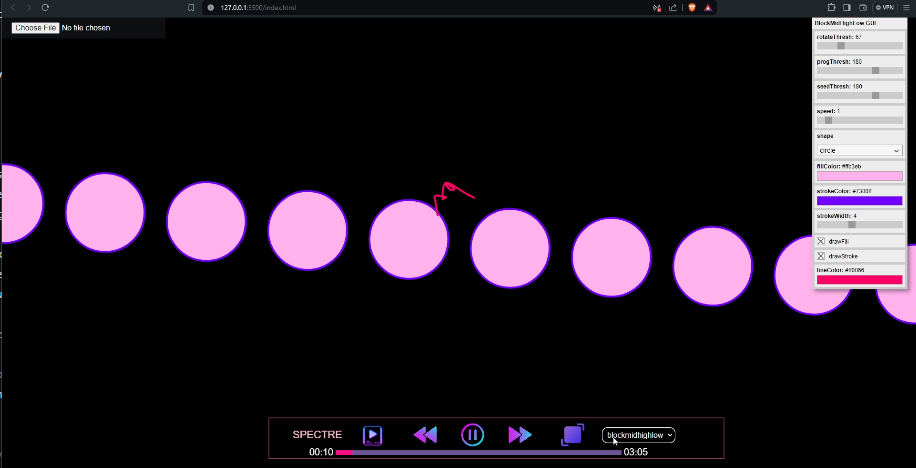 127.0.0.1:5500/index.html
VPN
Choose File No file chosen
BlockMidHighLow GUI
rotateThresh: 67
progThresh: 180
seedThresh: 180
speed: 1
shape
circle
fillColor: #ffb3eb
strokeColor: #7300ff
strokeWidth: 4
drawFill
drawStroke
lineColor: #ff0066
SPECTRE
blockmidhighlow
00:10
03:05